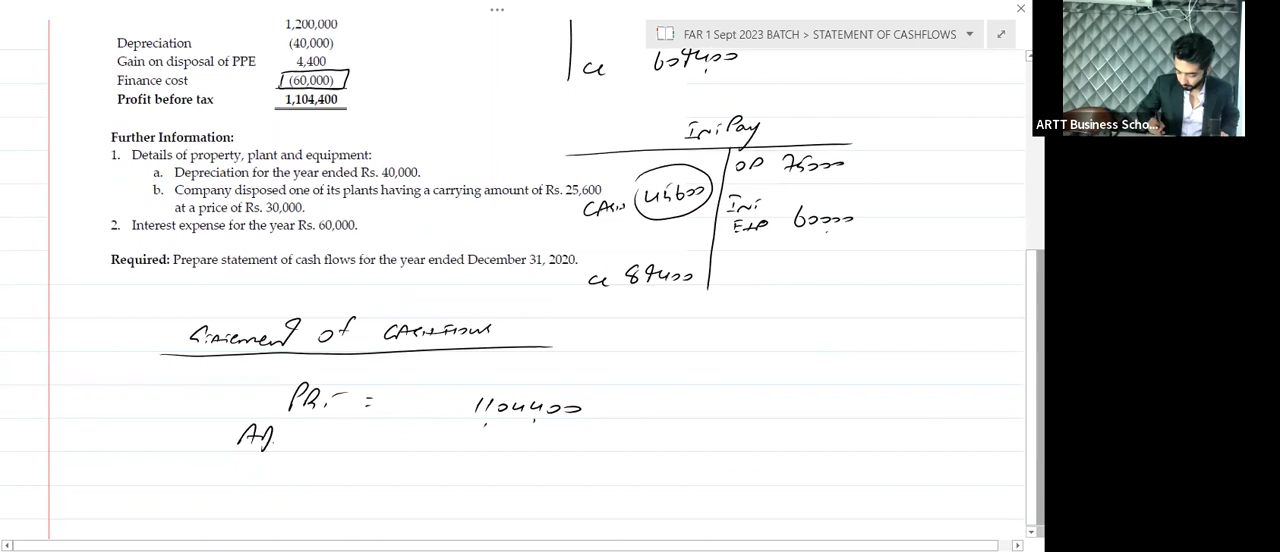 FAR 1 Sept 2023 BATCH > STATEMENT OF CASHFLOWS
1,200,000
Depreciation (40,000)
Gain on disposal of PPE 4,400
Finance cost (60,000)
Profit before tax 1,104,400
Further Information:
1. Details of property, plant and equipment:
a. Depreciation for the year ended Rs. 40,000.
b. Company disposed one of its plants having a carrying amount of Rs. 25,600
at a price of Rs. 30,000.
2. Interest expense for the year Rs. 60,000.
Required: Prepare statement of cash flows for the year ended December 31, 2020.
Int Pay
OP 75000
CASH 45600
Int
Exp 60000
Statement of CASHFLOWS
= 1104400
ARTT Business Scho...